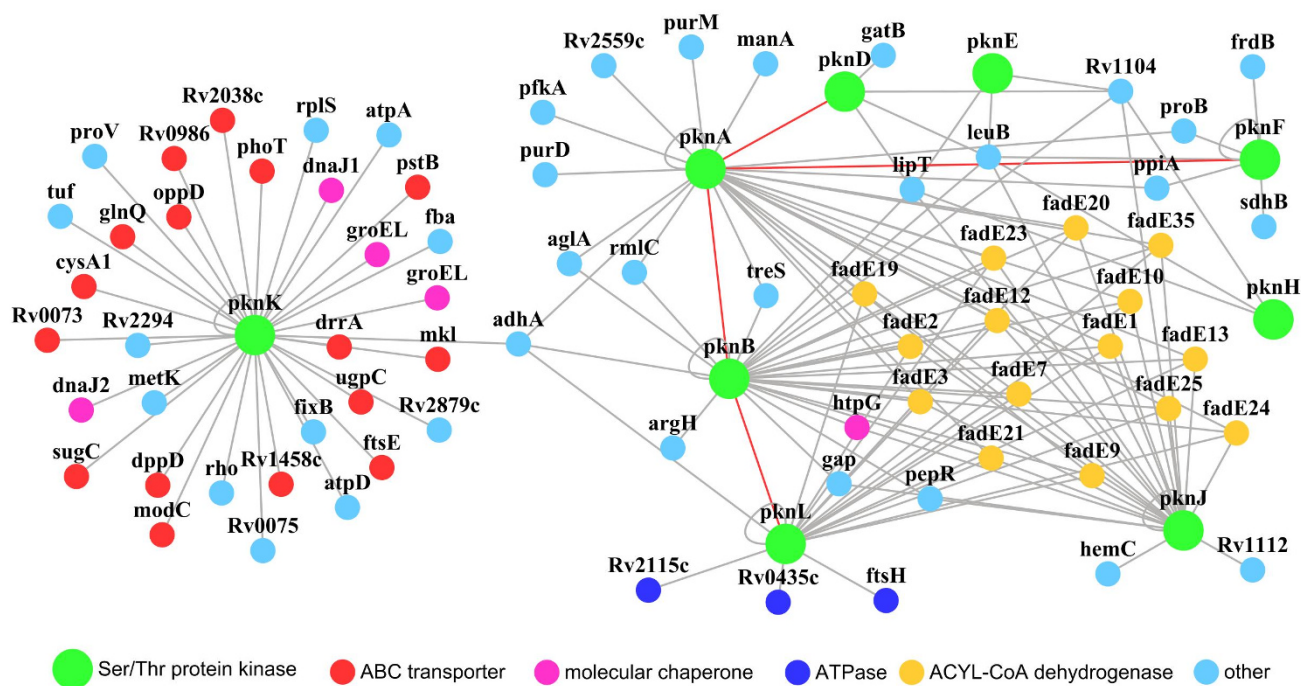 purM
gatB
Rv2559c
manA
pknD
pknE
frdB
Rv1104
Rv2038c
rplS
atpA
pfkA
proV
Rv0986
phoT
pknA
proB
pknF
dnaJ1
pstB
purD
leuB
lipT
ppiA
tuf
oppD
glnQ
groEL
fba
sdhB
fadE20
fadE35
cysA1
groEL
aglA
rmlC
treS
fadE19
fadE23
fadE10
pknK
pknH
Rv0073
Rv2294
drrA
mkl
adhA
fadE12
fadE2
fadE1
fadE13
pknB
dnaJ2
metK
ugpC
fadE3
fadE7
fadE25
Rv2879c
htpG
fadE24
fixB
argH
sugC
dppD
rho
Rv1458c
ftsE
fadE21
fadE9
gap
pepR
modC
atpD
pknL
pknJ
Rv0075
hemC
Rv1112
Rv2115c
Rv0435c
ftsH
Ser/Thr protein kinase
ABC transporter
molecular chaperone
ATPase
ACYL-CoA dehydrogenase
other